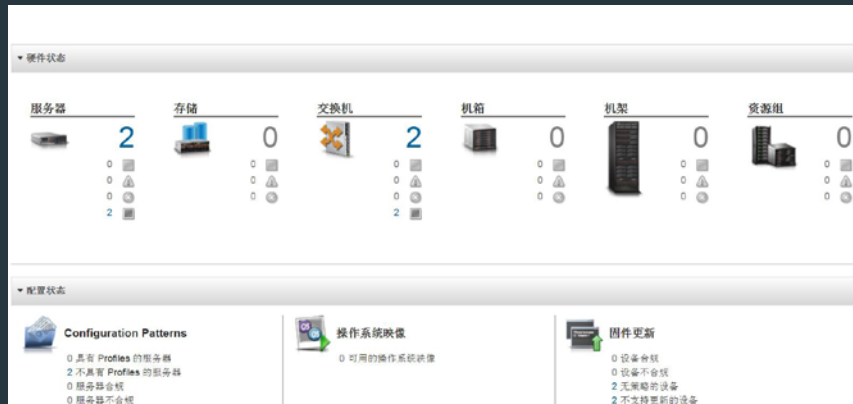 硬件状态
服务器 存储 交换机 机箱 机架 资源组
2 0 2 0 0 0
0 0 0 0 0 0
0 0 0 0 0 0
0 0 0 0 0 0
2 2
配置状态
Configuration Patterns 操作系统映像 固件更新
0 具有 Profiles 的服务器 0 可用的操作系统映像 0 设备合规
2 不具有 Profiles 的服务器 0 设备不合规
0 服务器合规 2 无策略的设备
0 服务器不合规 2 不支持更新的设备